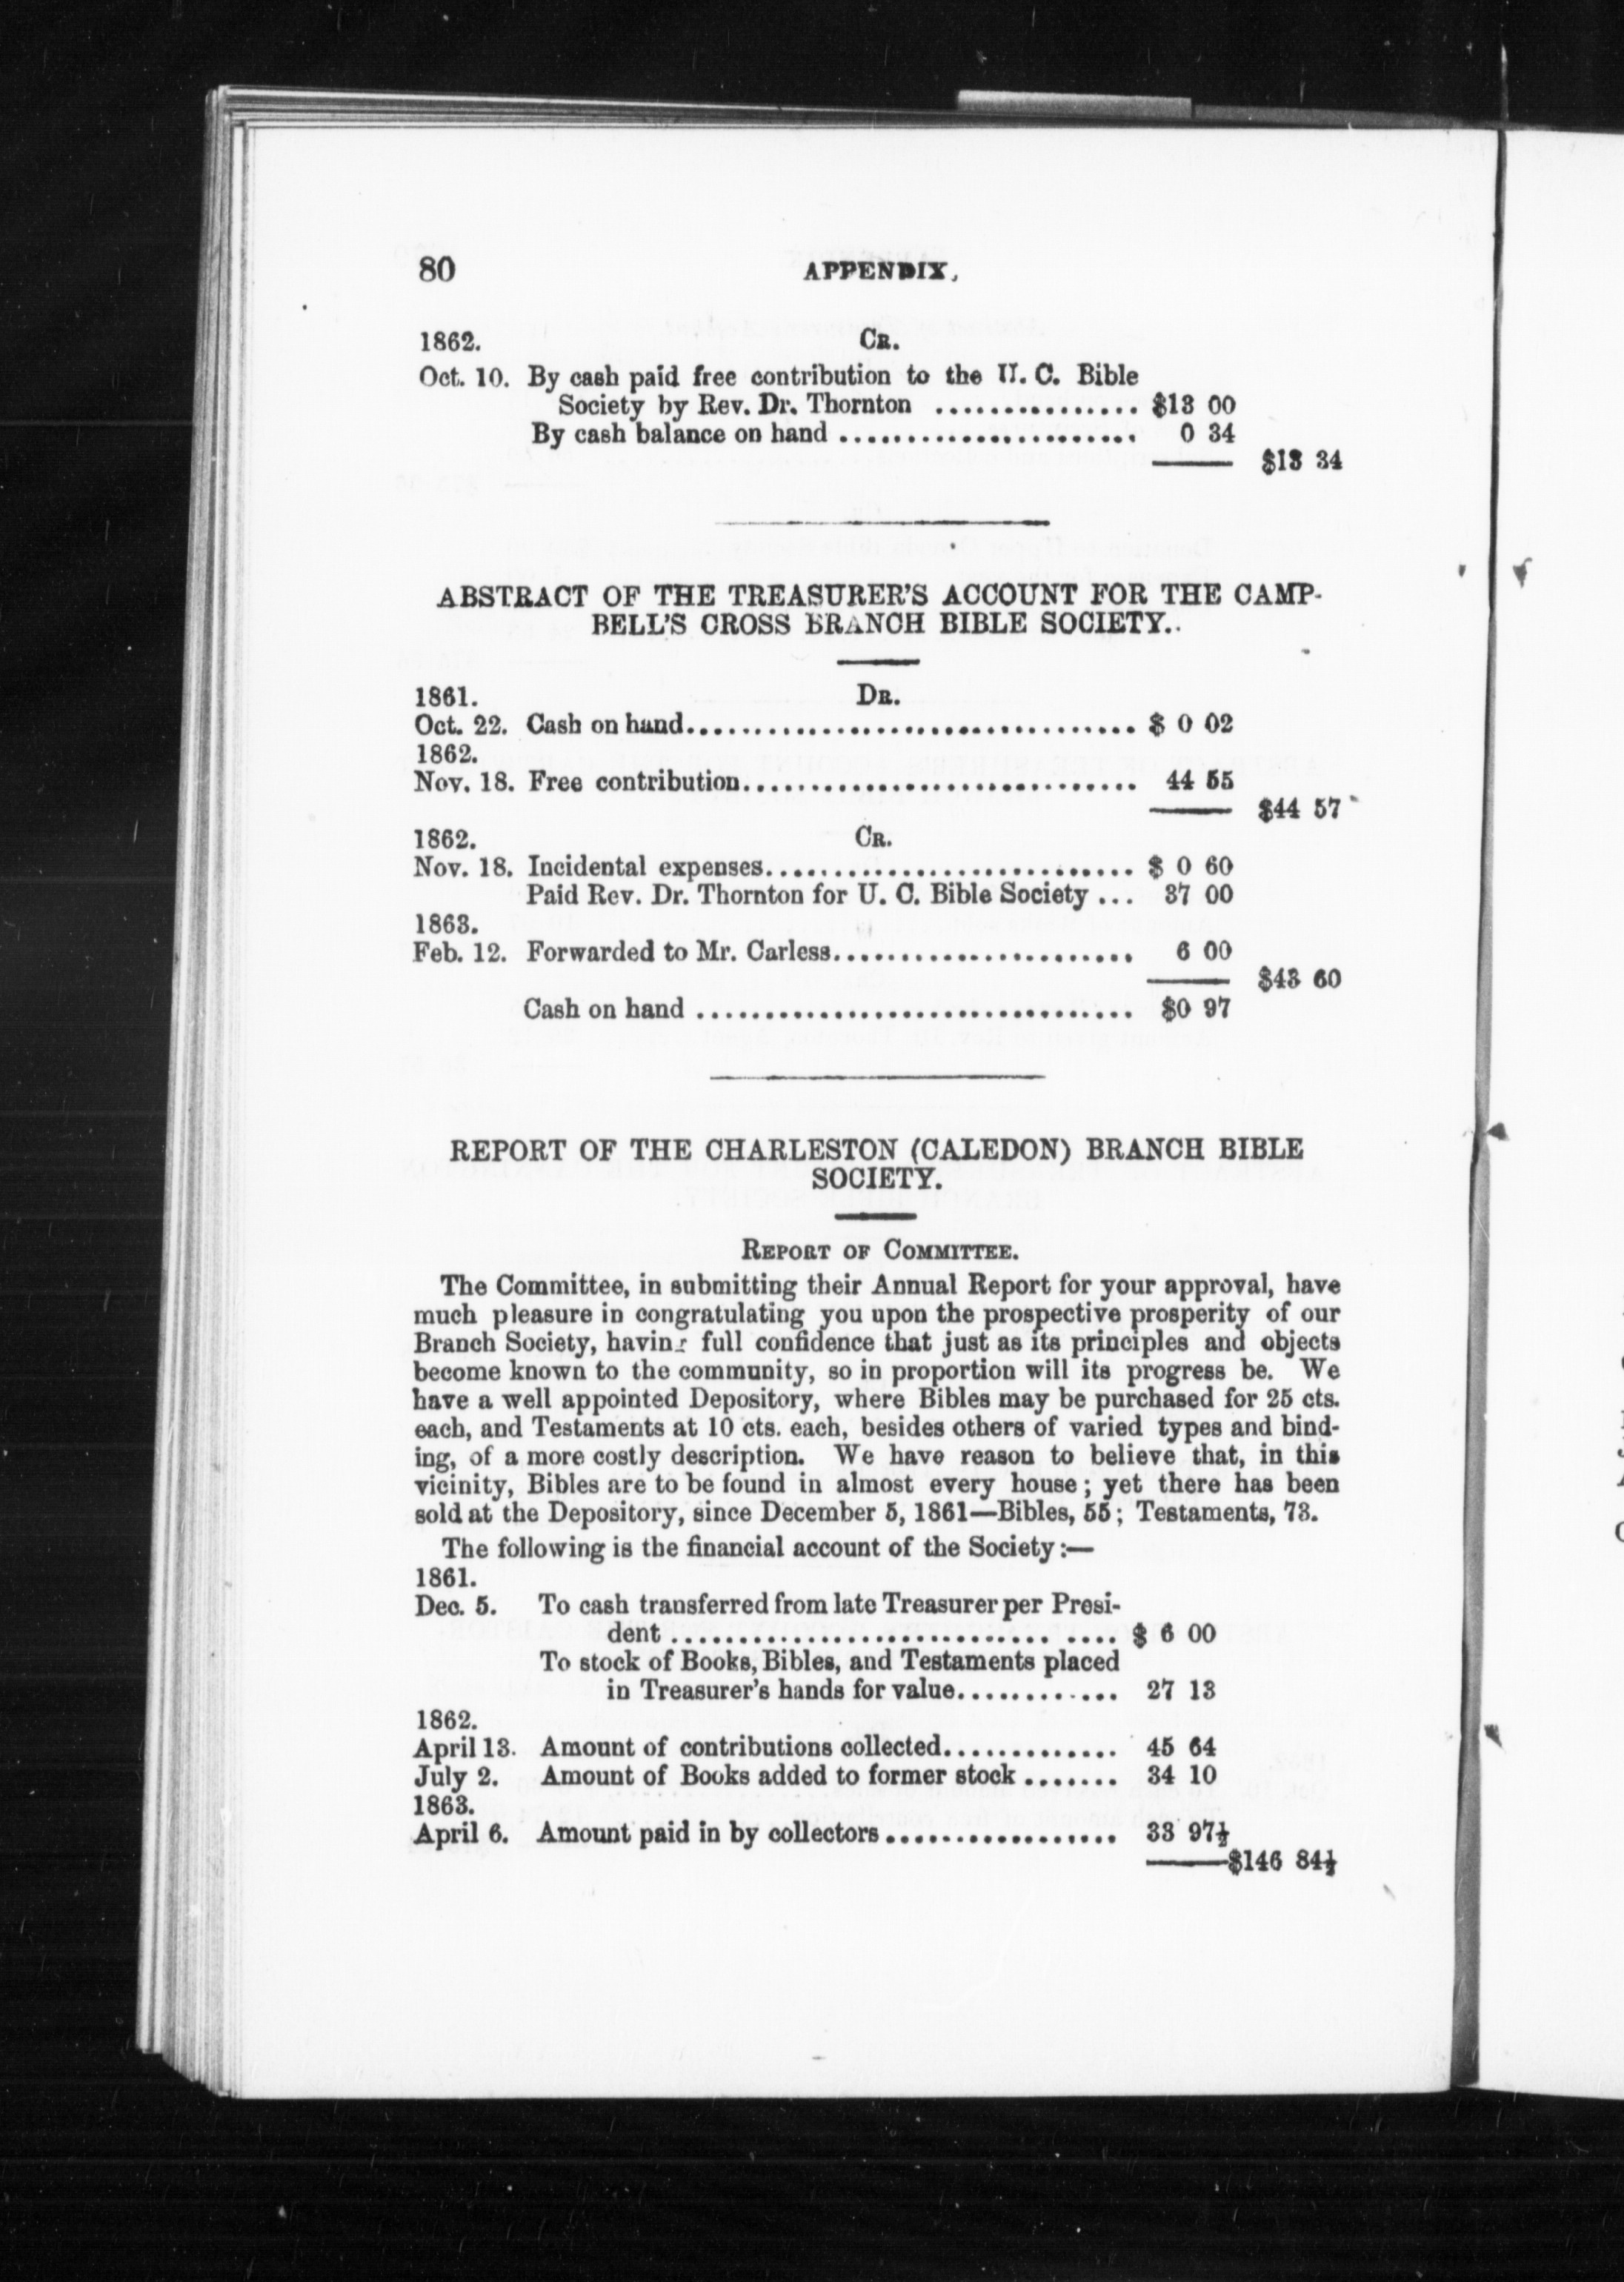 80 APPENDIX.
1862. CR.
Oct. 10. By cash paid free contribution to the U. C. Bible
Society by Rev. Dr. Thornton ............... $13 00
By cash balance on hand ...................... 0 34
$13 34
ABSTRACT OF THE TREASURER'S ACCOUNT FOR THE CAMP-
BELL'S CROSS BRANCH BIBLE SOCIETY.
1861. DR.
Oct. 22. Cash on hand................................. $ 0 02
1862.
Nov. 18. Free contribution............................. 44 55
$44 57
1862. CR.
Nov. 18. Incidental expenses........................... $ 0 60
Paid Rev. Dr. Thornton for U. C. Bible Society ... 37 00
1863.
Feb. 12. Forwarded to Mr. Carless...................... 6 00
$43 60
Cash on hand ................................ $0 97
REPORT OF THE CHARLESTON (CALEDON) BRANCH BIBLE
SOCIETY.
REPORT OF COMMITTEE.
The Committee, in submitting their Annual Report for your approval, have
much pleasure in congratulating you upon the prospective prosperity of our
Branch Society, having full confidence that just as its principles and objects
become known to the community, so in proportion will its progress be. We
have a well appointed Depository, where Bibles may be purchased for 25 cts.
each, and Testaments at 10 cts. each, besides others of varied types and bind-
ing, of a more costly description. We have reason to believe that, in this
vicinity, Bibles are to be found in almost every house; yet there has been
sold at the Depository, since December 5, 1861—Bibles, 55; Testaments, 73.
The following is the financial account of the Society:—
1861.
Dec. 5. To cash transferred from late Treasurer per Presi-
dent ............................ .... $ 6 00
To stock of Books, Bibles, and Testaments placed
in Treasurer's hands for value............ 27 13
1862.
April 13. Amount of contributions collected............. 45 64
July 2. Amount of Books added to former stock ....... 34 10
1863.
April 6. Amount paid in by collectors................. 33 97½
$146 84½